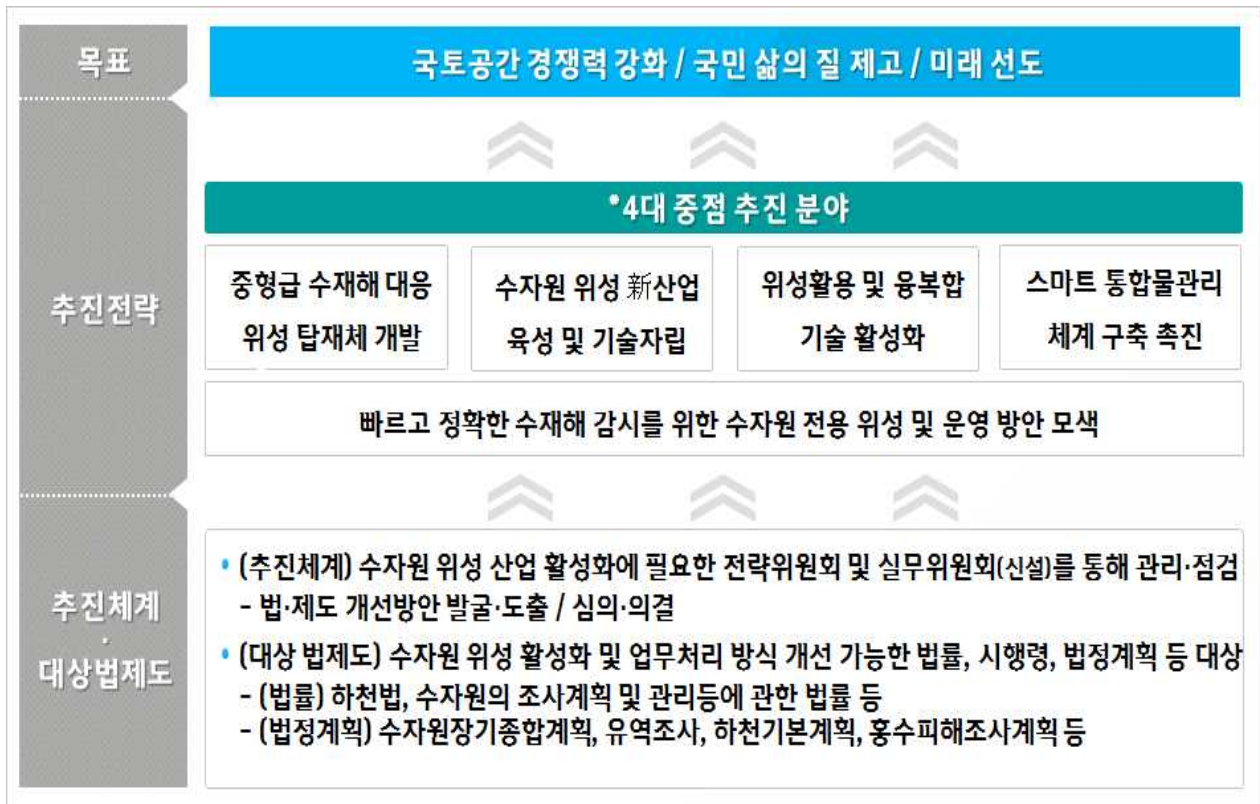 목표
국토공간 경쟁력 강화 / 국민 삶의 질 제고 / 미래 선도
추진전략
*4대 중점 추진 분야
중형급 수재해 대응
위성 탑재체 개발
수자원 위성 新산업
육성 및 기술자립
위성활용 및 융복합
기술 활성화
스마트 통합물관리
체계 구축 촉진
빠르고 정확한 수재해 감시를 위한 수자원 전용 위성 및 운영 방안 모색
추진체계
·
대상법제도
• (추진체계) 수자원 위성 산업 활성화에 필요한 전략위원회 및 실무위원회(신설)를 통해 관리·점검
- 법·제도 개선방안 발굴·도출 / 심의·의결
• (대상 법제도) 수자원 위성 활성화 및 업무처리 방식 개선 가능한 법률, 시행령, 법정계획 등 대상
- (법률) 하천법, 수자원의 조사계획 및 관리등에 관한 법률 등
- (법정계획) 수자원장기종합계획, 유역조사, 하천기본계획, 홍수피해조사계획 등